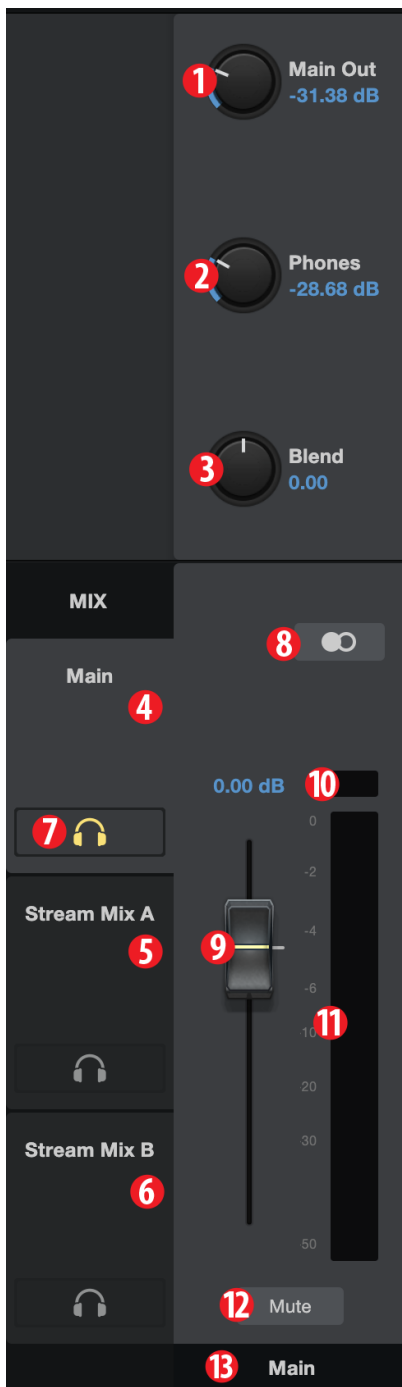 1
Main Out
-31.38 dB
2
Phones
-28.68 dB
3
Blend
0.00
MIX
8
Main
4
0.00 dB
10
0
7
-2
Stream Mix A
5
9
-4
-6
11
10
20
Stream Mix B
6
30
50
12
Mute
13
Main